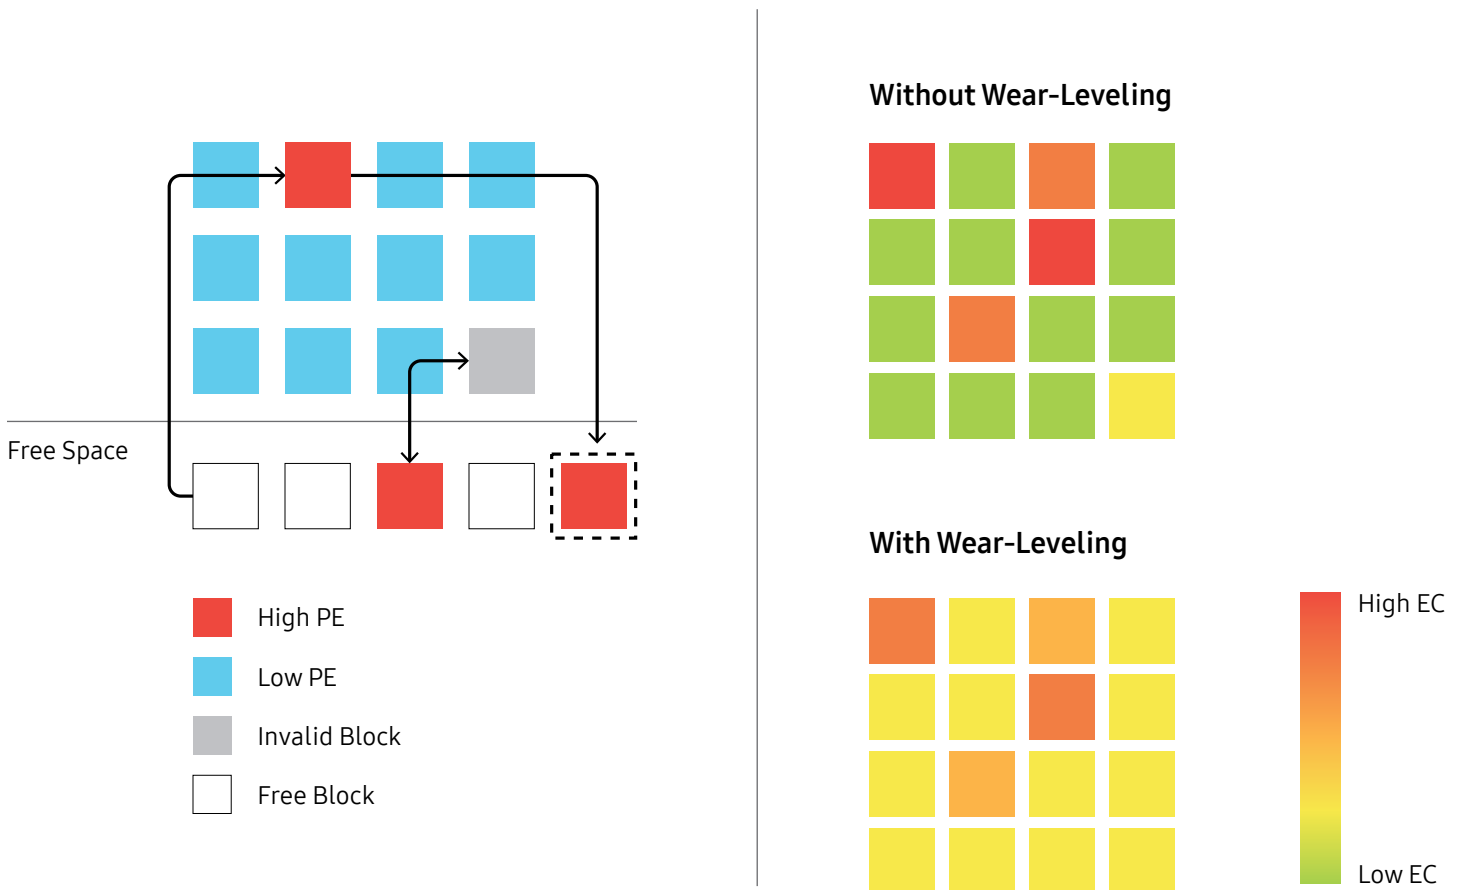 Free Space
High PE
Low PE
Invalid Block
Free Block
Without Wear-Leveling
With Wear-Leveling
High EC
Low EC